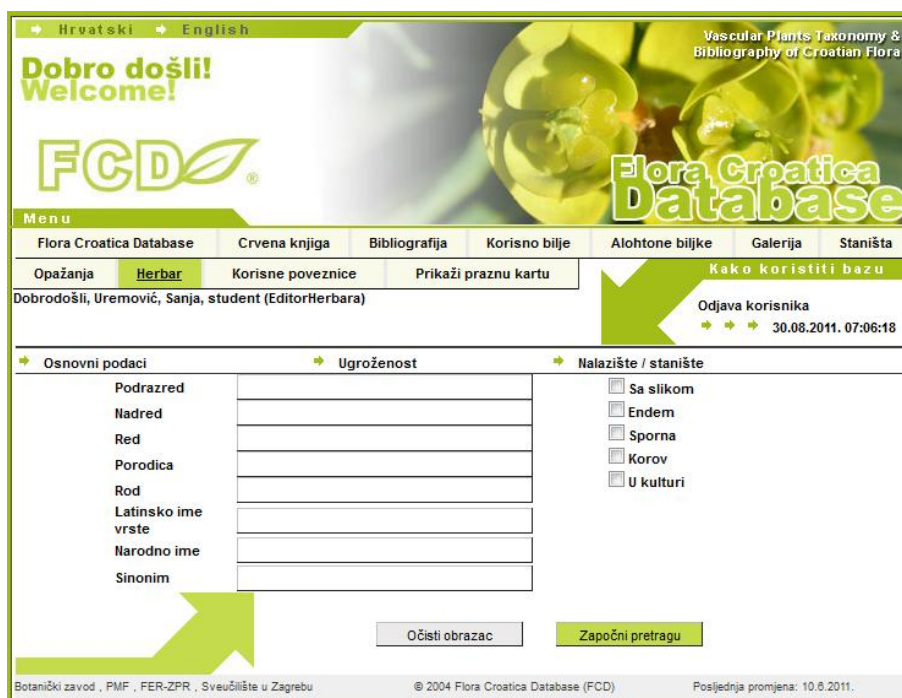 Hrvatski English
Vascular Plants Taxonomy &
Bibliography of Croatian Flora
Dobro došli!
Welcome!
FCD ®
Flora Croatica
Database
Menu
Flora Croatica Database Crvena knjiga Bibliografija Korisno bilje Alohtone biljke Galerija Staništa
Opažanja Herbar Korisne poveznice Prikaži praznu kartu Kako koristiti bazu
Dobrodošli, Uremović, Sanja, student (EditorHerbara)
Odjava korisnika
30.08.2011. 07:06:18
Osnovni podaci Ugroženost Nalazište / stanište
Podrazred Sa slikom
Nadred Endem
Red Sporna
Porodica Korov
Rod U kulturi
Latinsko ime
vrste
Narodno ime
Sinonim
Očisti obrazac Započni pretragu
Botanički zavod , PMF , FER-ZPR , Sveučilište u Zagrebu © 2004 Flora Croatica Database (FCD) Posljednja promjena: 10.6.2011.